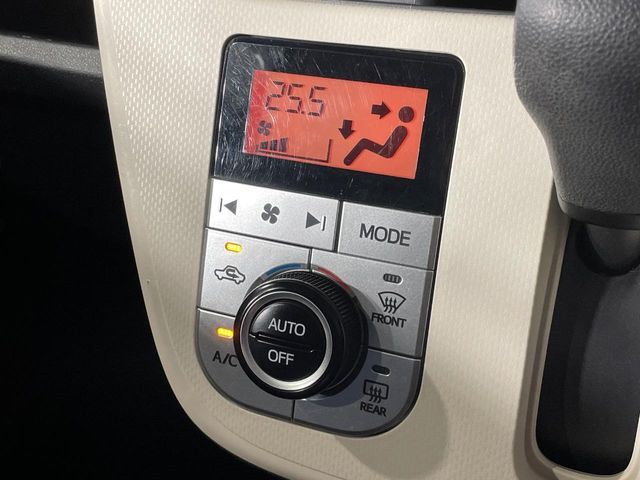 25.5
MODE
FRONT
AUTO
OFF
A/C
REAR